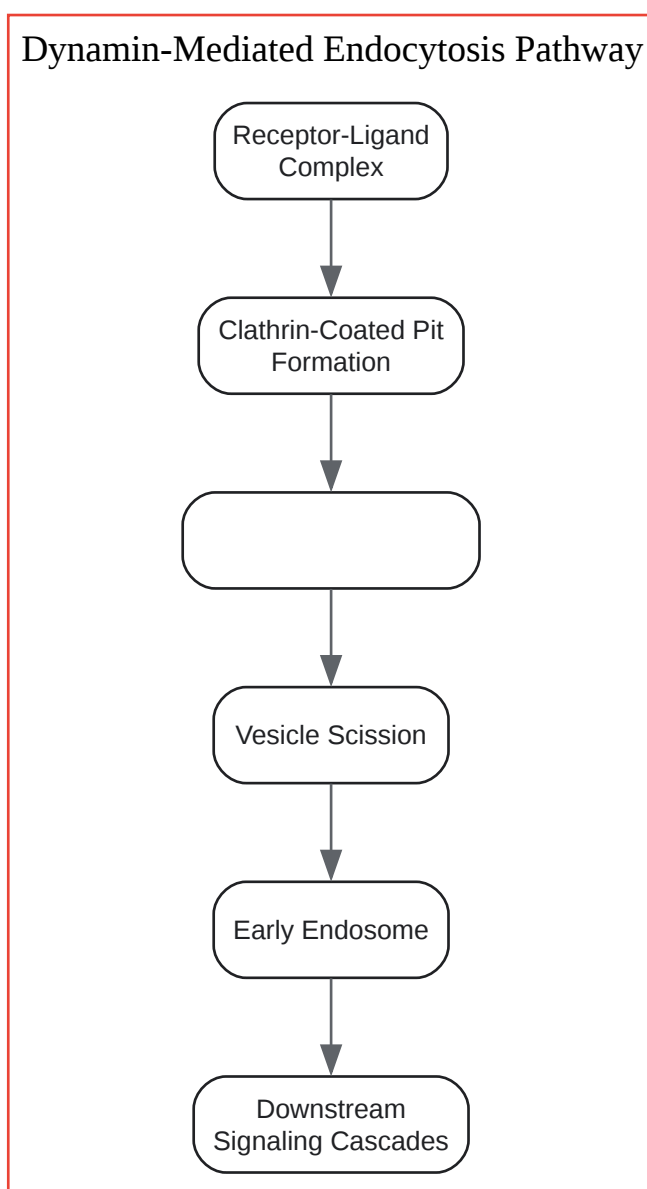 Dynamin-Mediated Endocytosis Pathway
Receptor-Ligand
Complex
Clathrin-Coated Pit
Formation
Vesicle Scission
Early Endosome
Downstream
Signaling Cascades